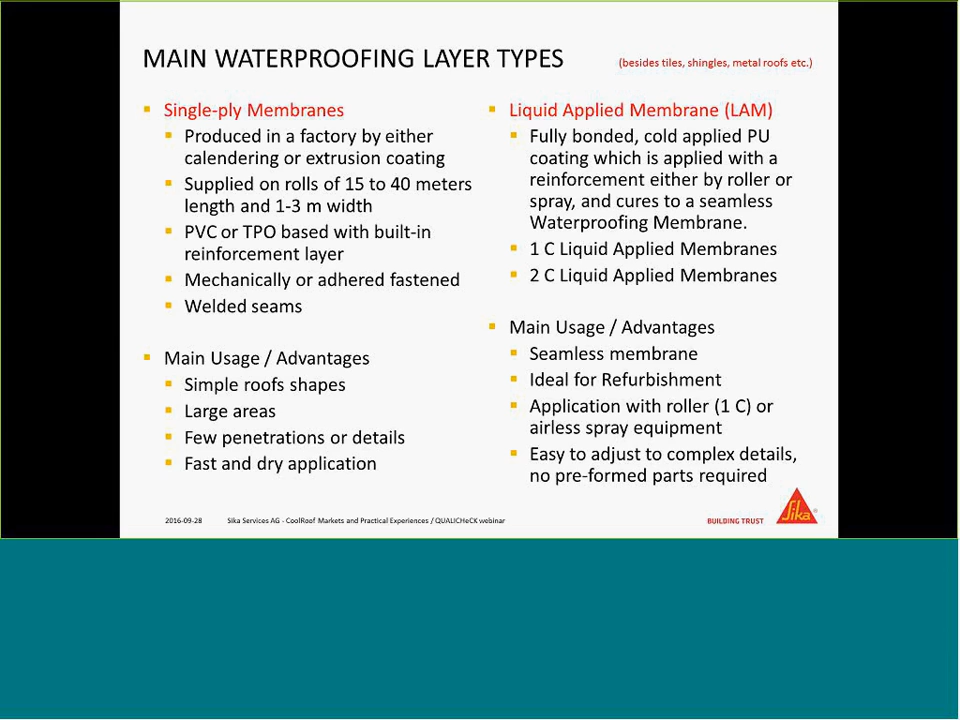 MAIN WATERPROOFING LAYER TYPES
(besides tiles, shingles, metal roofs etc.)
Single-ply Membranes
Produced in a factory by either
calendering or extrusion coating
Supplied on rolls of 15 to 40 meters
length and 1-3 m width
PVC or TPO based with built-in
reinforcement layer
Mechanically or adhered fastened
Welded seams
Main Usage / Advantages
Simple roofs shapes
Large areas
Few penetrations or details
Fast and dry application
Liquid Applied Membrane (LAM)
Fully bonded, cold applied PU
coating which is applied with a
reinforcement either by roller or
spray, and cures to a seamless
Waterproofing Membrane.
1 C Liquid Applied Membranes
2 C Liquid Applied Membranes
Main Usage / Advantages
Seamless membrane
Ideal for Refurbishment
Application with roller (1 C) or
airless spray equipment
Easy to adjust to complex details,
no pre-formed parts required
2016-09-28 Sika Services AG - CoolRoof Markets and Practical Experiences / QUALICHeCK webinar
BUILDING TRUST
Sika®